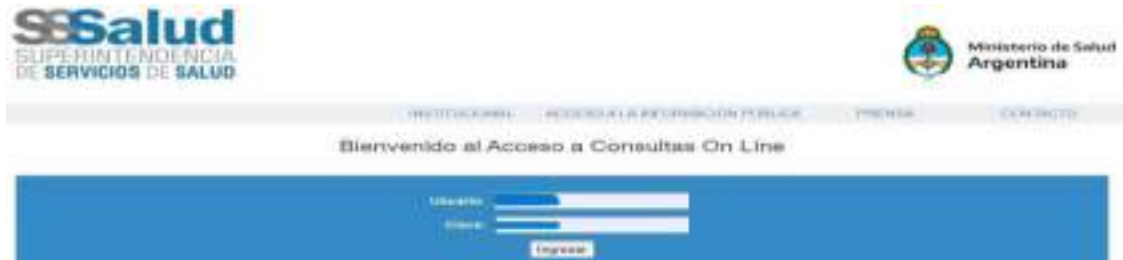 SSSalud
SUPERINTENDENCIA
DE SERVICIOS DE SALUD
Ministerio de Salud
Argentina
INSTITUCIONAL ACCESO A LA INFORMACIÓN PÚBLICA PRENSA CONTACTO
Bienvenido al Acceso a Consultas On Line
Usuario
Clave
Ingresar